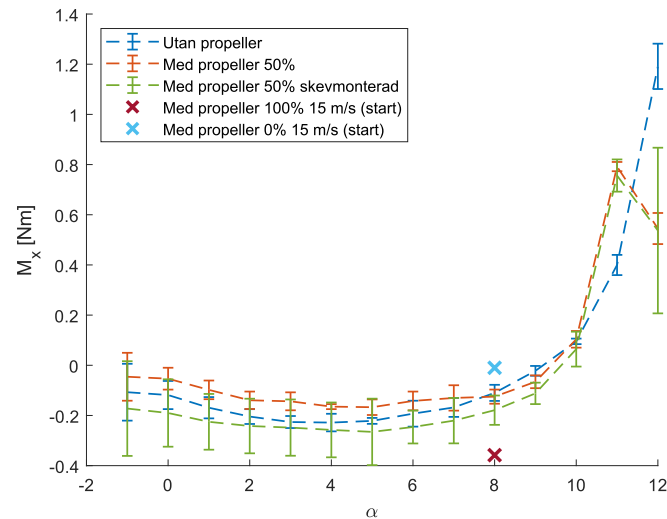 1.4
1.2
1
0.8
0.6
0.4
0.2
0
-0.2
-0.4
M_x [Nm]
Utan propeller
Med propeller 50%
Med propeller 50% skevmonterad
Med propeller 100% 15 m/s (start)
Med propeller 0% 15 m/s (start)
-2 0 2 4 6 8 10 12
α